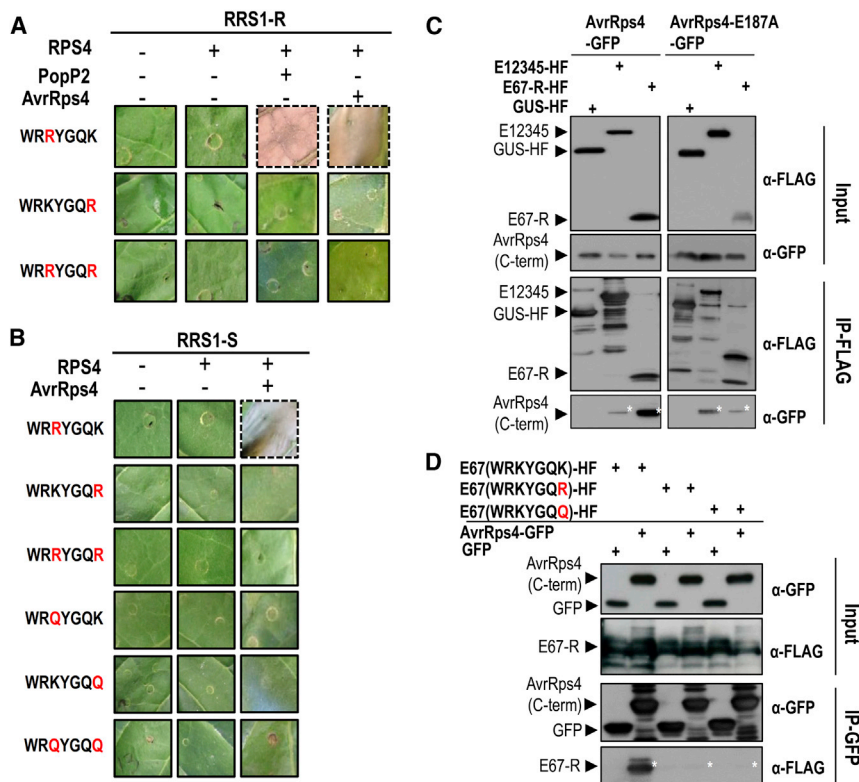 A
RRS1-R
RPS4 - + + +
PopP2 - - + -
AvrRps4 - - - +
WRRYGQK
WRKYGQR
WRRYGQR
B
RRS1-S
RPS4 - + +
AvrRps4 - - +
WRRYGQK
WRKYGQR
WRRYGQR
WRQYGQK
WRKYGQQ
WRQYGQQ
C
AvrRps4 -GFP
AvrRps4-E187A -GFP
E12345-HF + +
E67-R-HF + +
GUS-HF + +
E12345
GUS-HF
E67-R
α-FLAG
AvrRps4 (C-term)
α-GFP
Input
E12345
GUS-HF
E67-R
α-FLAG
AvrRps4 (C-term)
* * * *
α-GFP
IP-FLAG
D
E67(WRKYGQK)-HF + +
E67(WRKYGQR)-HF + +
E67(WRKYGQQ)-HF + +
AvrRps4-GFP + + +
GFP + + +
AvrRps4 (C-term)
GFP
α-GFP
E67-R
α-FLAG
Input
AvrRps4 (C-term)
GFP
α-GFP
E67-R
* * *
α-FLAG
IP-GFP